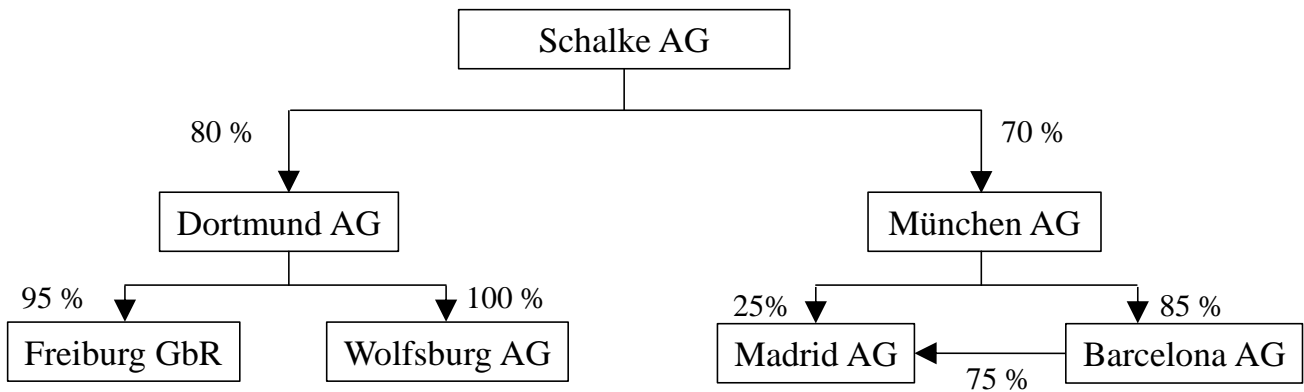 Schalke AG
80 %
70 %
Dortmund AG
München AG
95 %
100 %
25%
85 %
Freiburg GbR
Wolfsburg AG
Madrid AG
Barcelona AG
75 %